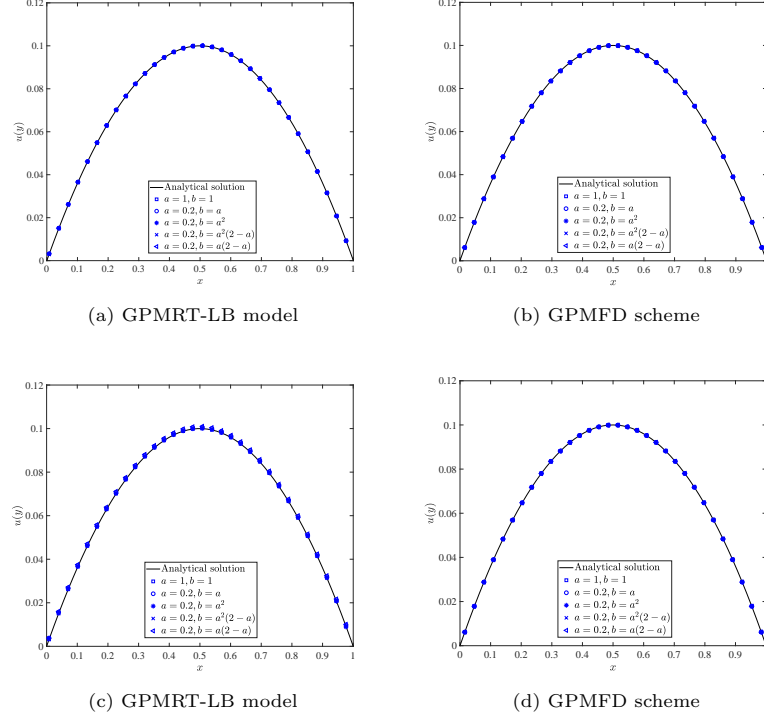 0.12
0.1
0.08
0.06
0.04
0.02
0
u(y)
Analytical solution
a = 1, b = 1
a = 0.2, b = a
a = 0.2, b = a²
a = 0.2, b = a²(2 − a)
a = 0.2, b = a(2 − a)
0 0.1 0.2 0.3 0.4 0.5 0.6 0.7 0.8 0.9 1
x
(a) GPMRT-LB model
0.12
0.1
0.08
0.06
0.04
0.02
0
u(y)
Analytical solution
a = 1, b = 1
a = 0.2, b = a
a = 0.2, b = a²
a = 0.2, b = a²(2 − a)
a = 0.2, b = a(2 − a)
0 0.1 0.2 0.3 0.4 0.5 0.6 0.7 0.8 0.9
x
(b) GPMFD scheme
0.12
0.1
0.08
0.06
0.04
0.02
0
u(y)
Analytical solution
a = 1, b = 1
a = 0.2, b = a
a = 0.2, b = a²
a = 0.2, b = a²(2 − a)
a = 0.2, b = a(2 − a)
0 0.1 0.2 0.3 0.4 0.5 0.6 0.7 0.8 0.9 1
x
(c) GPMRT-LB model
0.12
0.1
0.08
0.06
0.04
0.02
0
u(y)
Analytical solution
a = 1, b = 1
a = 0.2, b = a
a = 0.2, b = a²
a = 0.2, b = a²(2 − a)
a = 0.2, b = a(2 − a)
0 0.1 0.2 0.3 0.4 0.5 0.6 0.7 0.8 0.9
x
(d) GPMFD scheme